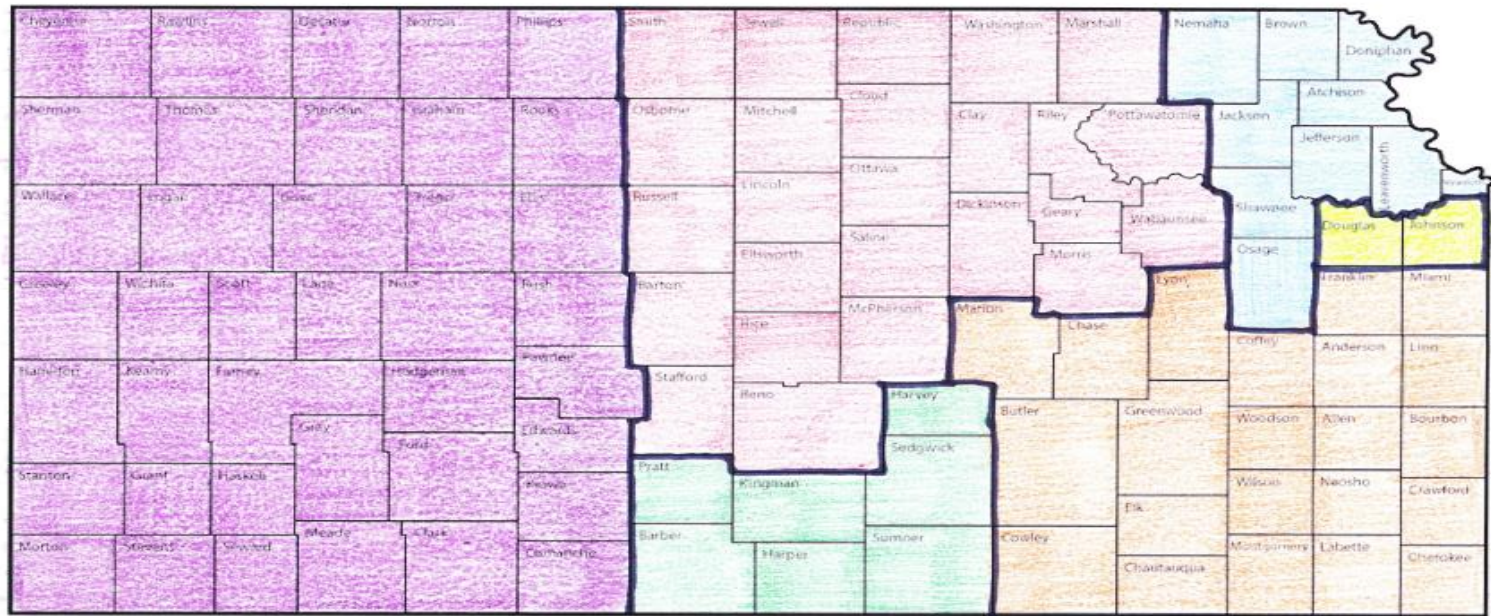 Cheyenne Rawlins Decatur Norton Phillips Smith Jewell Republic Washington Marshall Nemaha Brown
Doniphan
Sherman Thomas Sheridan Graham Rooks Osborne Mitchell Cloud Clay Riley Pottawatomie Jackson Atchison
Jefferson
Leavenworth
Wallace Logan Gove Trego Ellis Russell Lincoln Ottawa Dickinson Geary Wabaunsee Shawnee Douglas Johnson
Ellsworth Saline Morris Osage
Greeley Wichita Scott Lane Ness Rush Barton Rice McPherson Marion Chase Lyon Franklin Miami
Pawnee Coffey Anderson Linn
Hamilton Kearny Finney Hodgeman Stafford Reno Harvey Butler Greenwood Woodson Allen Bourbon
Gray Ford Edwards Sedgwick
Stanton Grant Haskell Kiowa Pratt Kingman Wilson Neosho Crawford
Elk
Morton Stevens Seward Meade Clark Comanche Barber Harper Sumner Cowley Chautauqua Montgomery Labette Cherokee